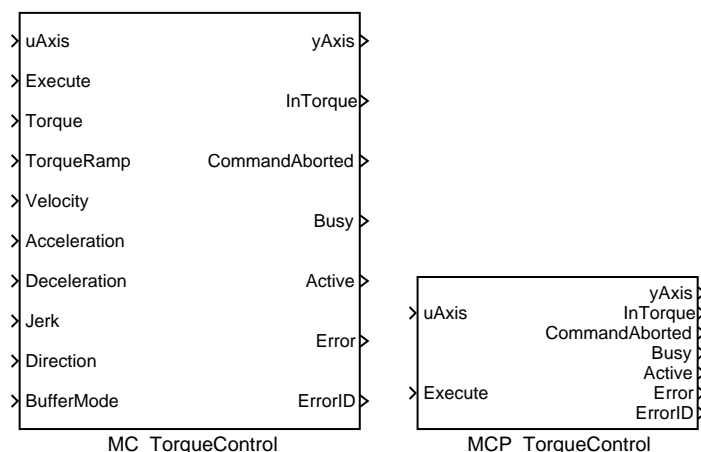 uAxis
Execute
Torque
TorqueRamp
Velocity
Acceleration
Deceleration
Jerk
Direction
BufferMode
yAxis
InTorque
CommandAborted
Busy
Active
Error
ErrorID
MC_TorqueControl
uAxis
Execute
yAxis
InTorque
CommandAborted
Busy
Active
Error
ErrorID
MCP_TorqueControl